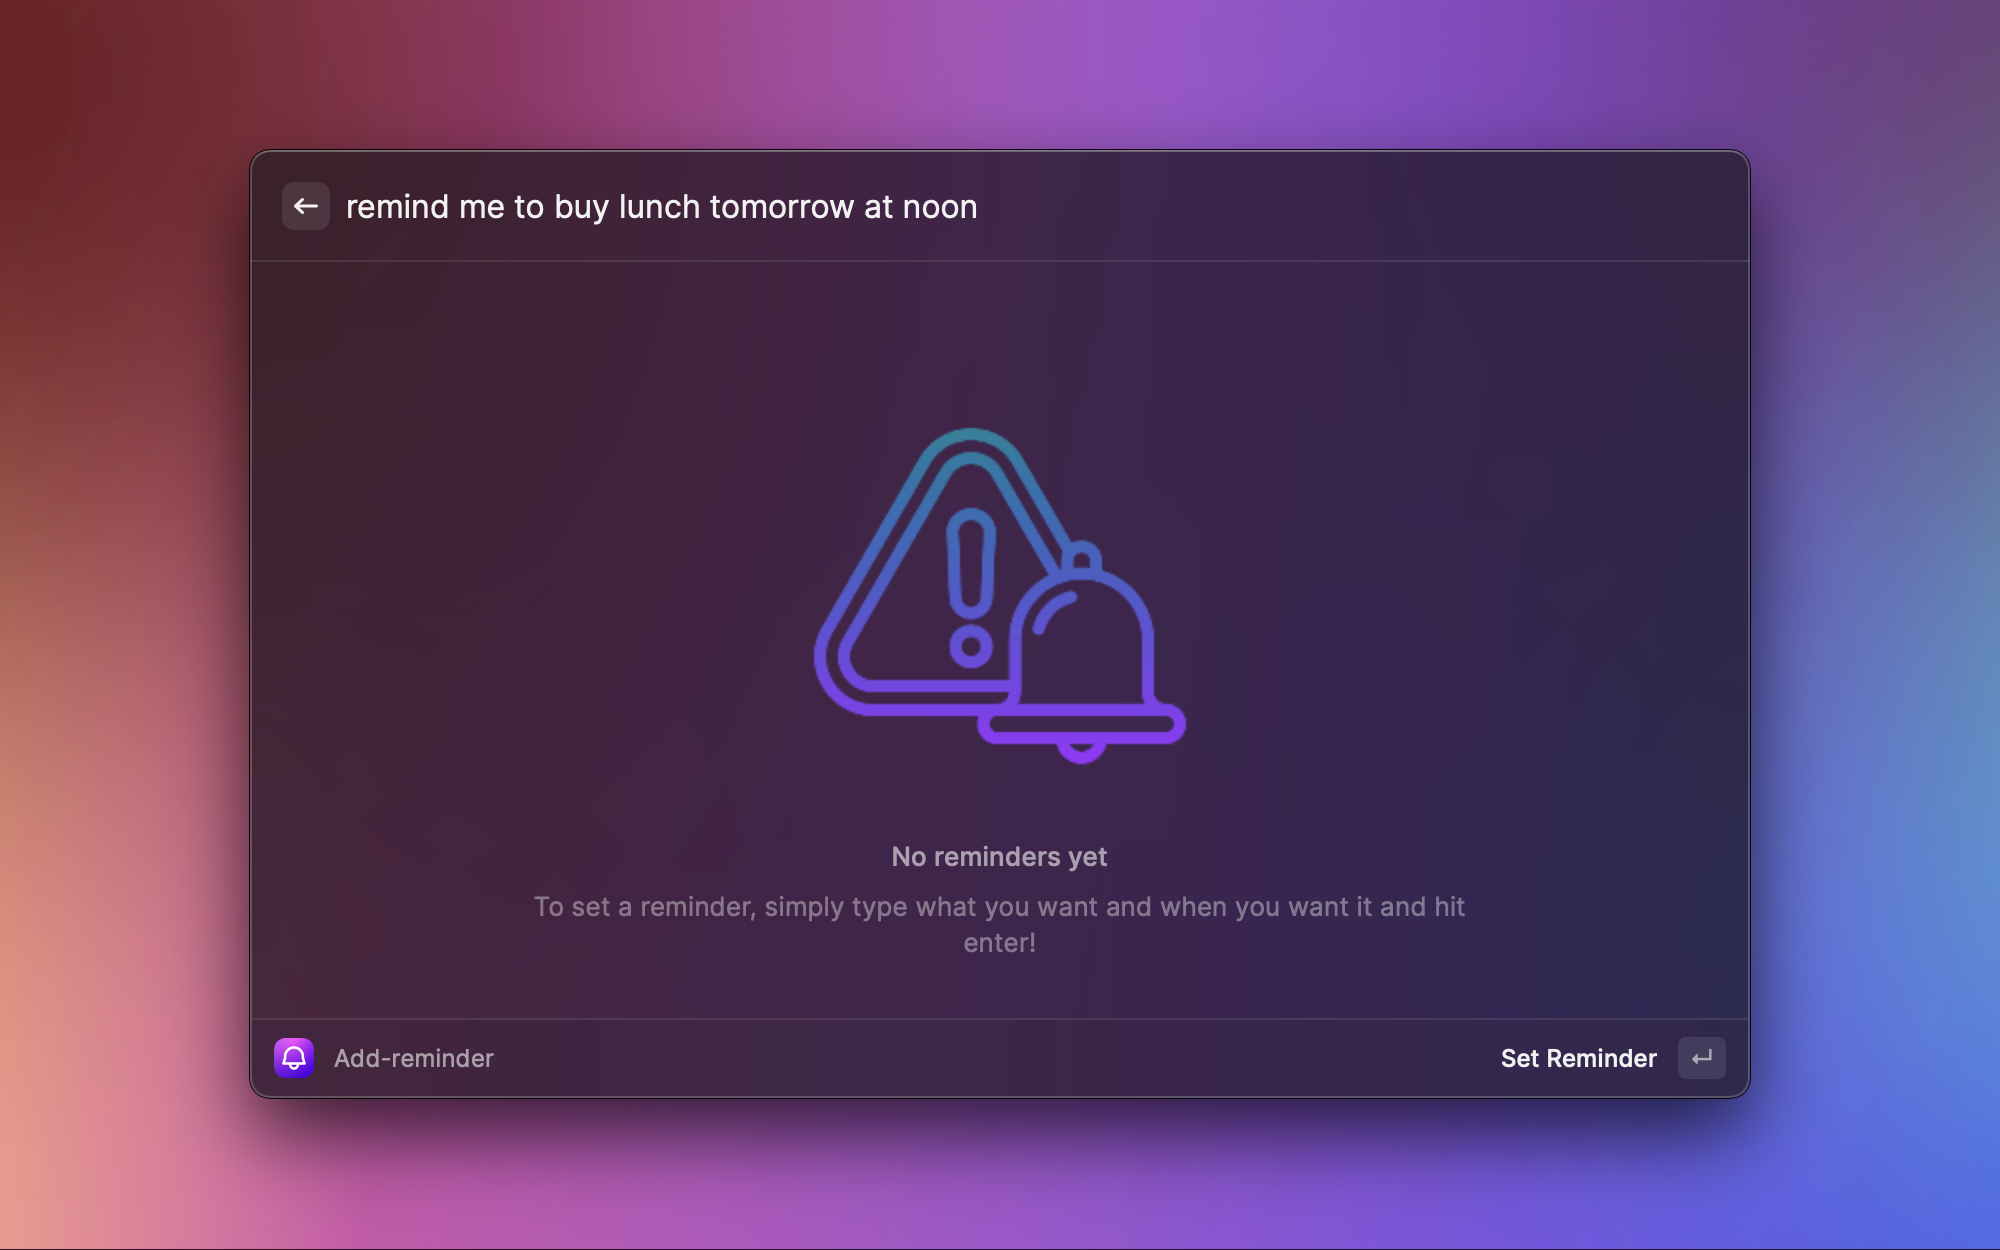 remind me to buy lunch tomorrow at noon
No reminders yet
To set a reminder, simply type what you want and when you want it and hit
enter!
Add-reminder
Set Reminder